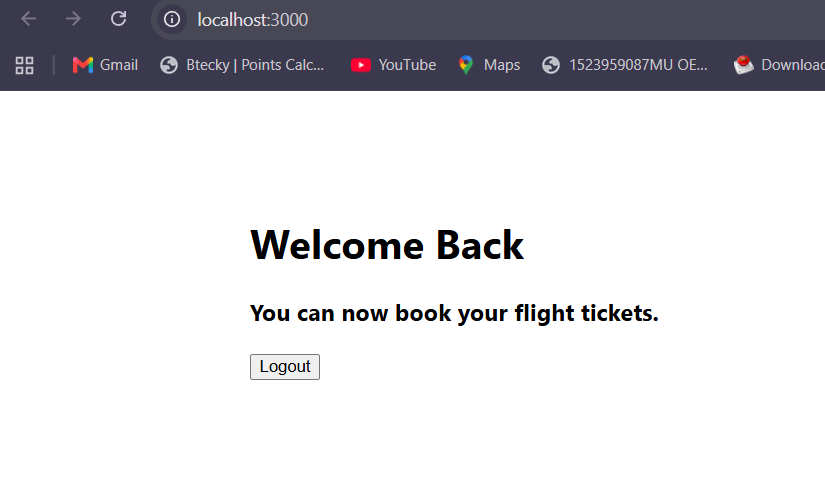 localhost:3000
Gmail Btecky | Points Calc... YouTube Maps 1523959087MU OE... Download
Welcome Back
You can now book your flight tickets.
Logout